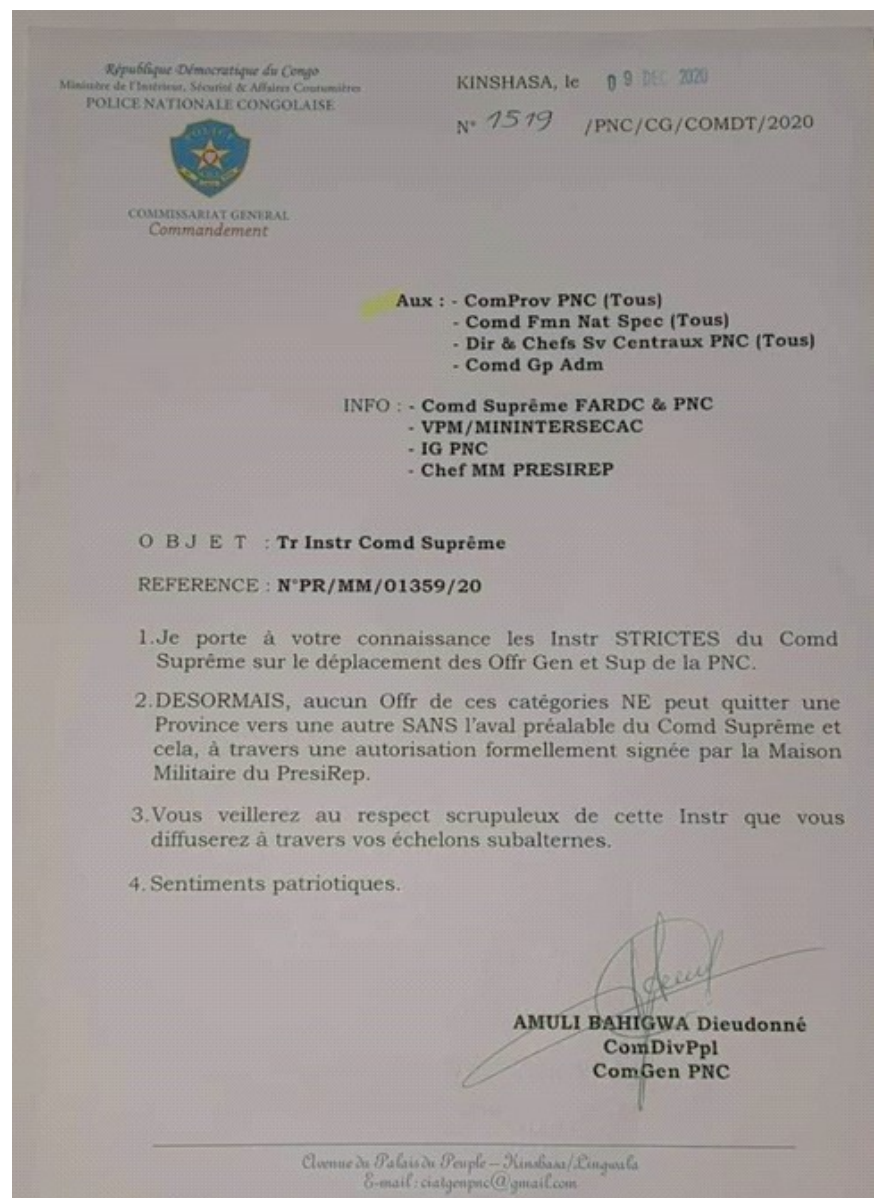 République Démocratique du Congo
Ministère de l'Intérieur, Sécurité & Affaires Coutumières
POLICE NATIONALE CONGOLAISE
POLICE
COMMISSARIAT GENERAL
Commandement
KINSHASA, le 09 DEC 2020
N° 1519 /PNC/CG/COMDT/2020
Aux : - ComProv PNC (Tous)
- Comd Fmn Nat Spec (Tous)
- Dir & Chefs Sv Centraux PNC (Tous)
- Comd Gp Adm
INFO : - Comd Suprême FARDC & PNC
- VPM/MININTERSECAC
- IG PNC
- Chef MM PRESIREP
O B J E T : Tr Instr Comd Suprême
REFERENCE : N°PR/MM/01359/20
1.Je porte à votre connaissance les Instr STRICTES du Comd
Suprême sur le déplacement des Offr Gen et Sup de la PNC.
2.DESORMAIS, aucun Offr de ces catégories NE peut quitter une
Province vers une autre SANS l'aval préalable du Comd Suprême et
cela, à travers une autorisation formellement signée par la Maison
Militaire du PresiRep.
3.Vous veillerez au respect scrupuleux de cette Instr que vous
diffuserez à travers vos échelons subalternes.
4. Sentiments patriotiques.
AMULI BAHIGWA Dieudonné
ComDivPpl
ComGen PNC
Avenue du Palais du Peuple – Kinshasa/Lingwala
E-mail : ciatgenpnc@gmail.com